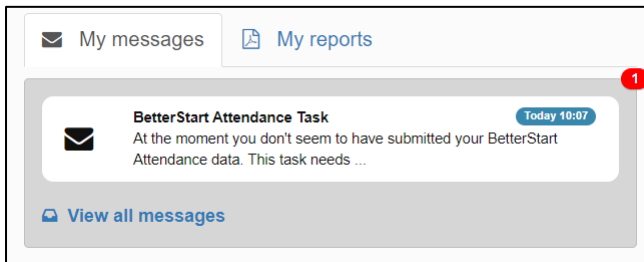 My messages
My reports
1
BetterStart Attendance Task
Today 10:07
At the moment you don't seem to have submitted your BetterStart
Attendance data. This task needs ...
View all messages